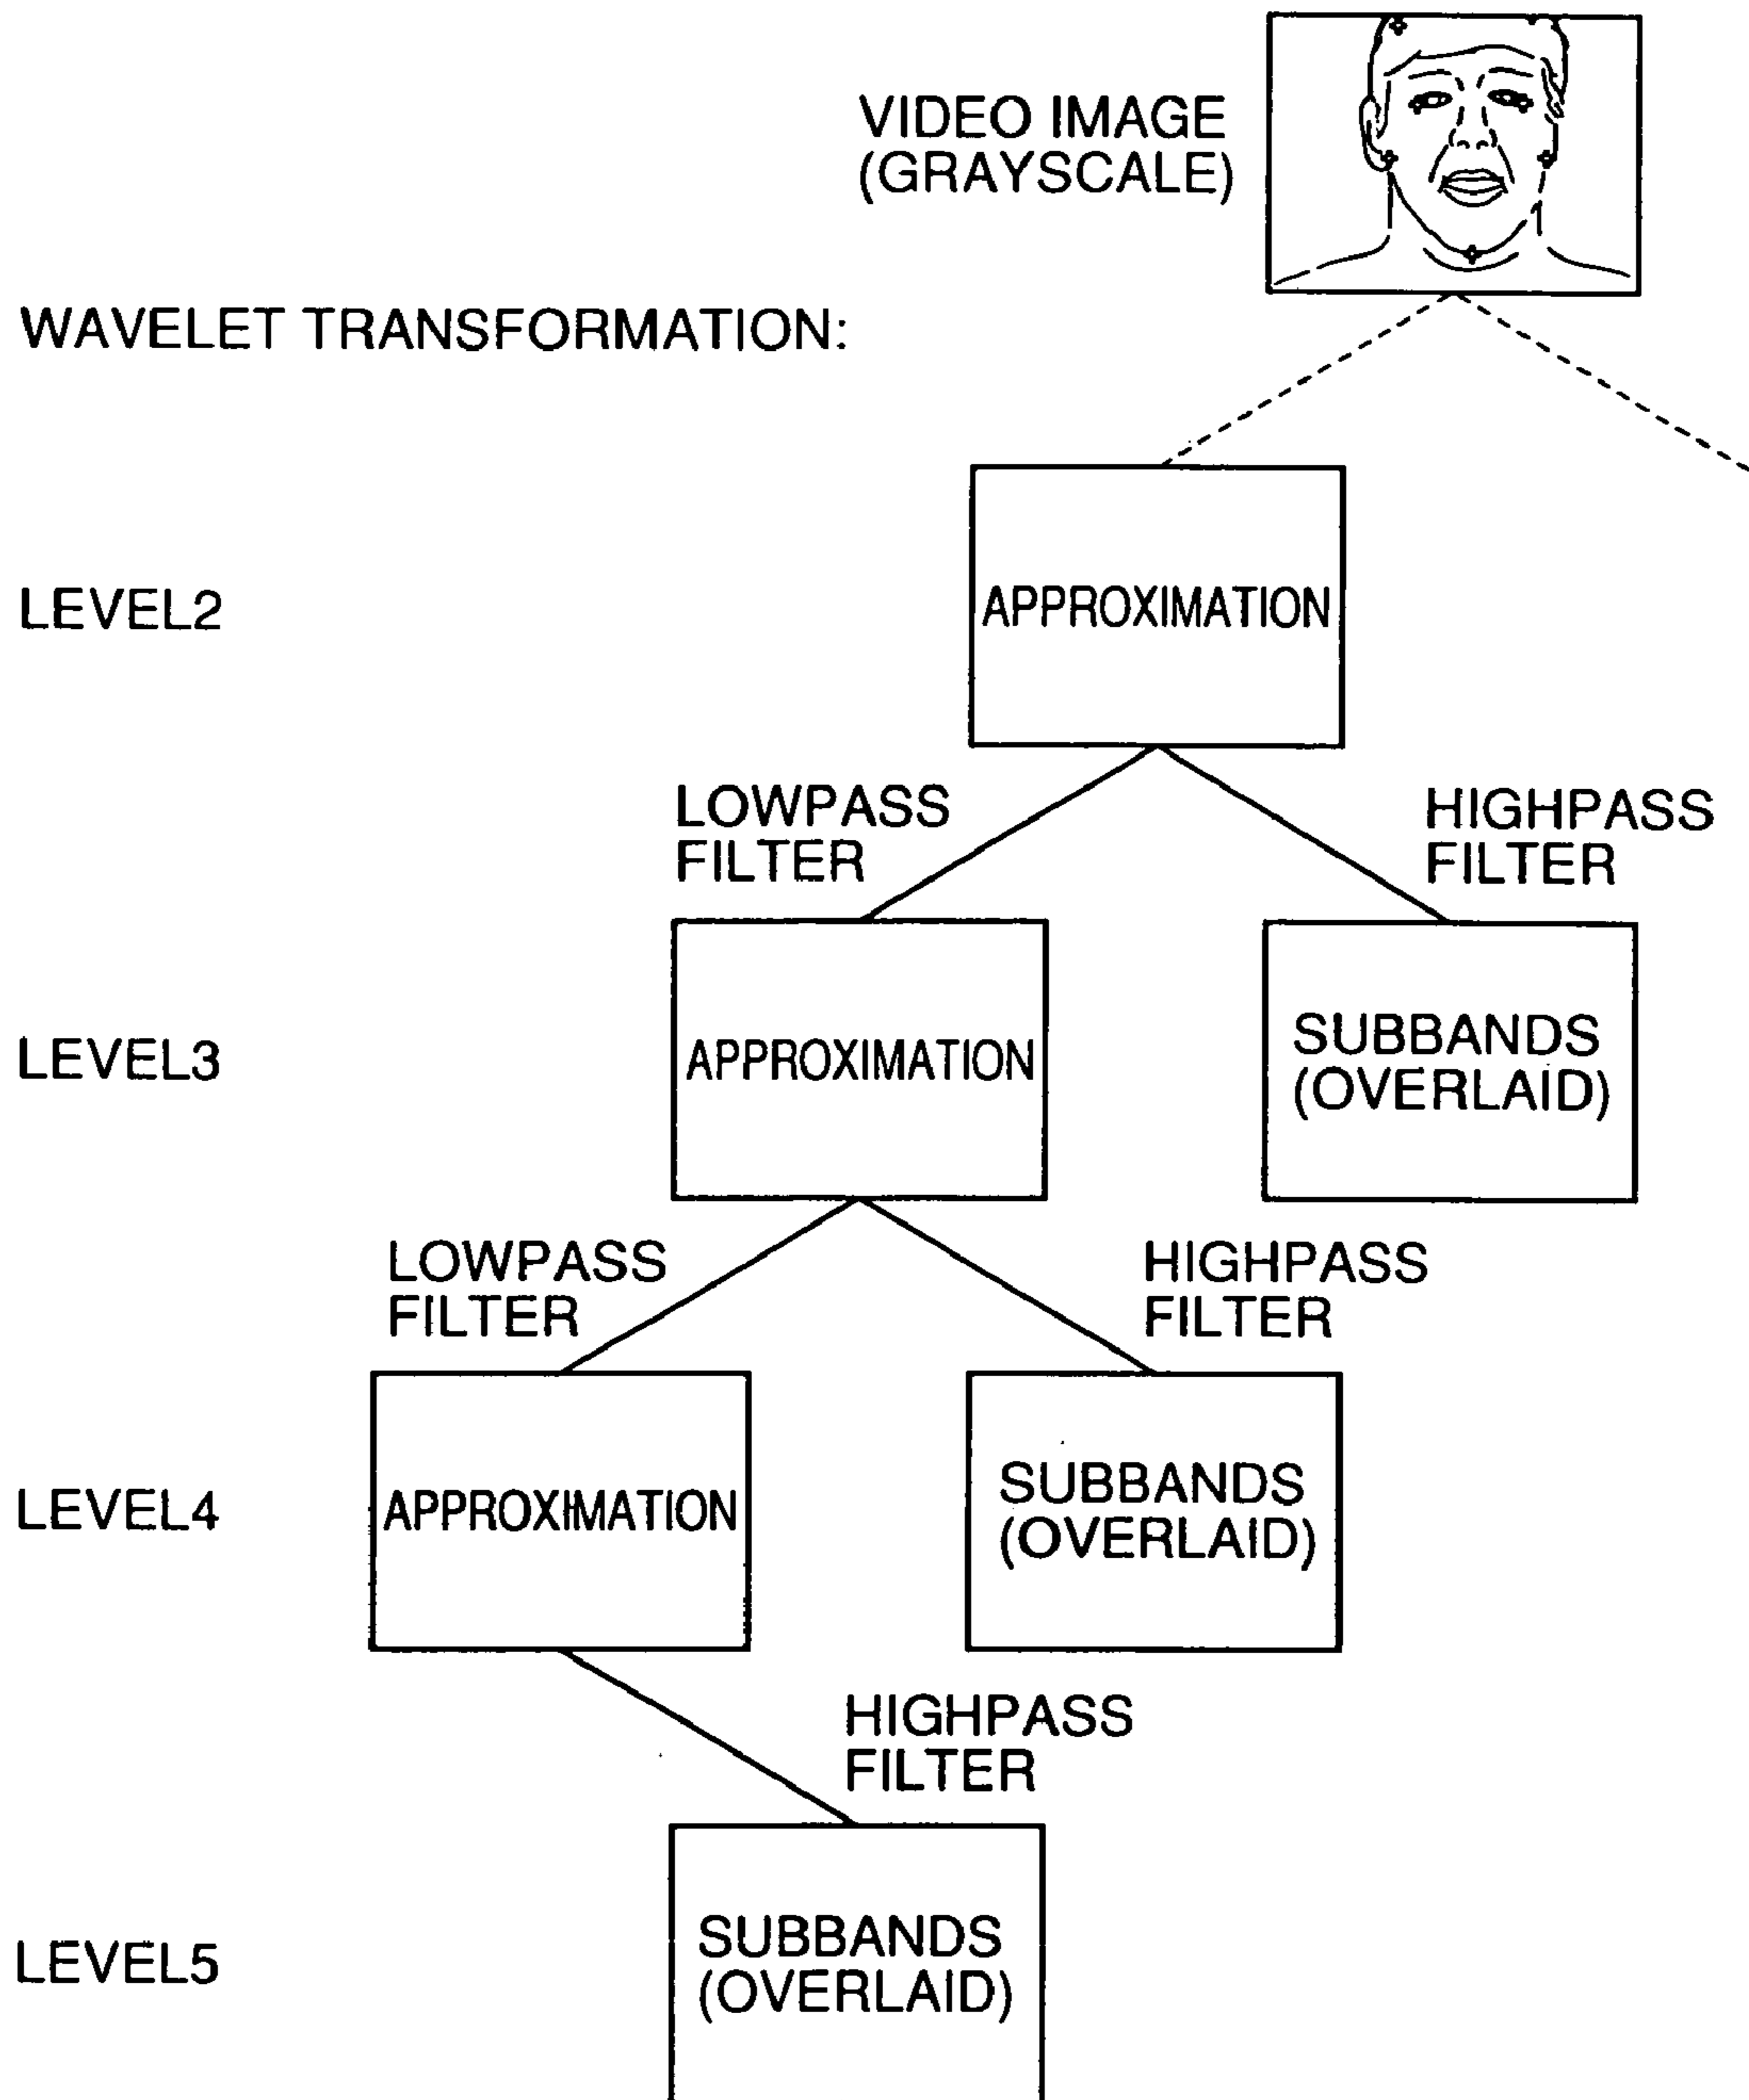 VIDEO IMAGE
(GRAYSCALE)
WAVELET TRANSFORMATION:
LEVEL2
APPROXIMATION
LOWPASS
FILTER
HIGHPASS
FILTER
LEVEL3
APPROXIMATION
SUBBANDS
(OVERLAID)
LOWPASS
FILTER
HIGHPASS
FILTER
LEVEL4
APPROXIMATION
SUBBANDS
(OVERLAID)
HIGHPASS
FILTER
LEVEL5
SUBBANDS
(OVERLAID)